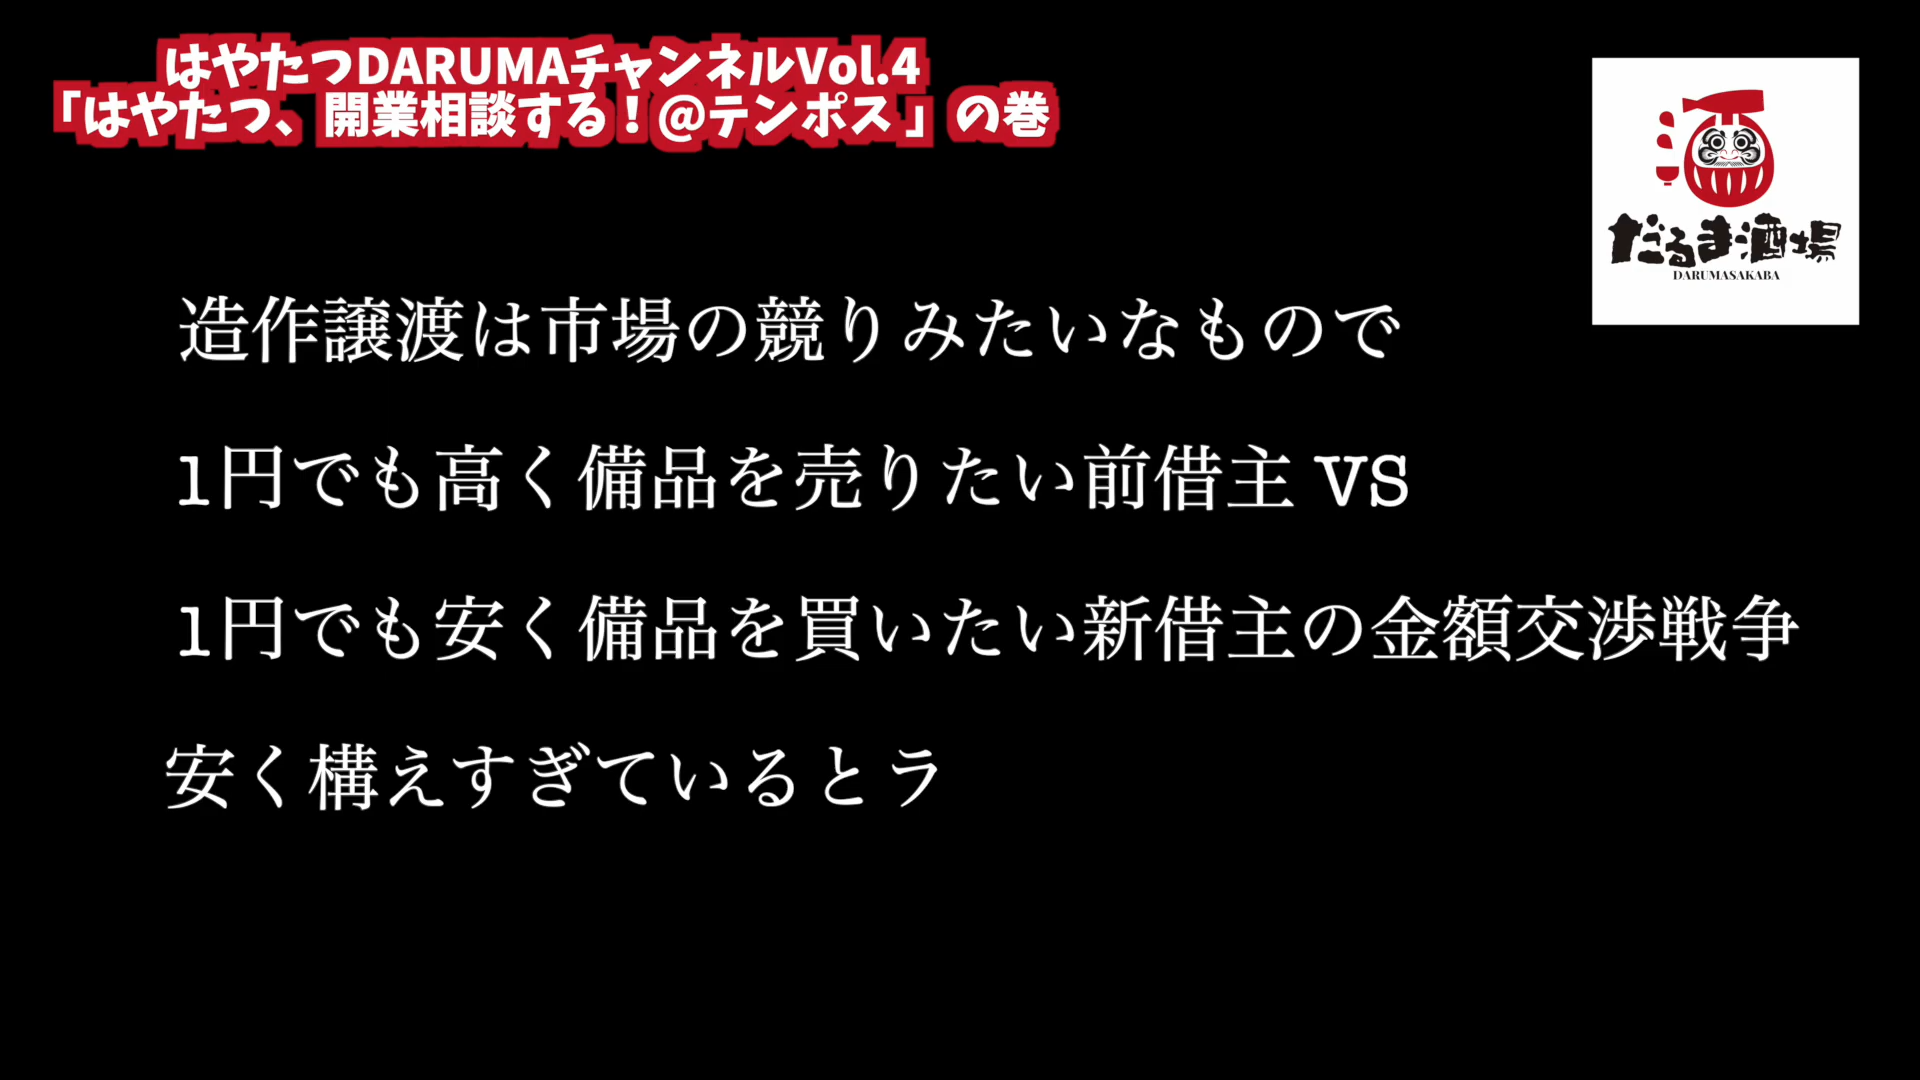 はやたつDARUMAチャンネルVol.4
「はやたつ、開業相談する！@テンポス」の巻
だるま酒場
DARUMASAKABA
造作譲渡は市場の競りみたいなもので
1円でも高く備品を売りたい前借主 VS
1円でも安く備品を買いたい新借主の金額交渉戦争
安く構えすぎているとラ